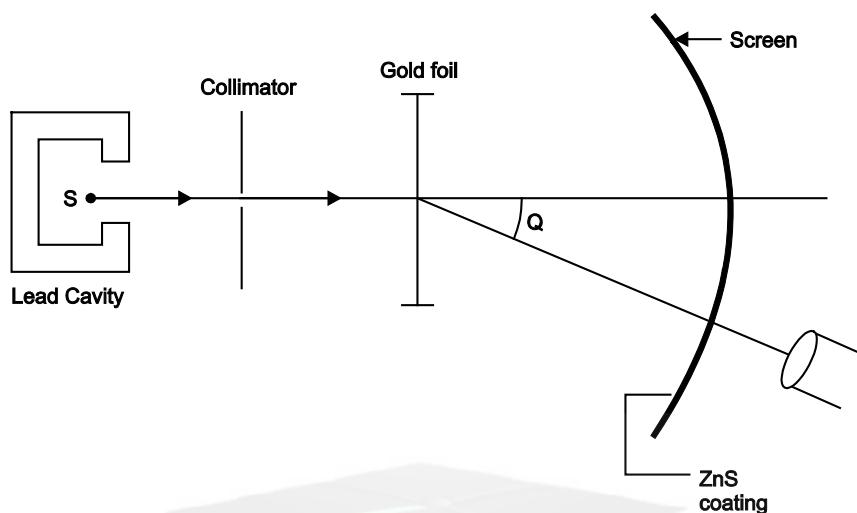 Screen
Gold foil
Collimator
S
Q
Lead Cavity
ZnS
coating